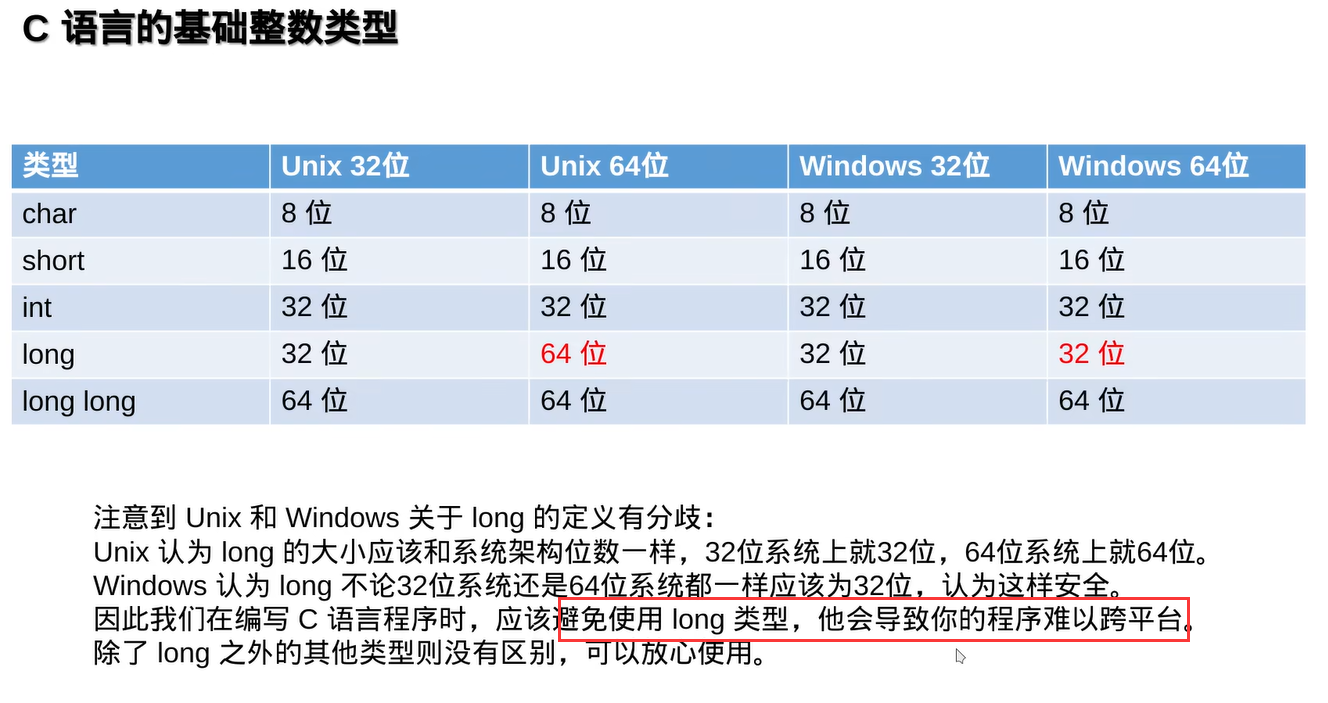 C 语言的基础整数类型
类型 Unix 32位 Unix 64位 Windows 32位 Windows 64位
char 8 位 8 位 8 位 8 位
short 16 位 16 位 16 位 16 位
int 32 位 32 位 32 位 32 位
long 32 位 64 位 32 位 32 位
long long 64 位 64 位 64 位 64 位
注意到 Unix 和 Windows 关于 long 的定义有分歧：
Unix 认为 long 的大小应该和系统架构位数一样，32位系统上就32位，64位系统上就64位。
Windows 认为 long 不论32位系统还是64位系统都一样应该为32位，认为这样安全。
因此我们在编写 C 语言程序时，应该避免使用 long 类型，他会导致你的程序难以跨平台。
除了 long 之外的其他类型则没有区别，可以放心使用。